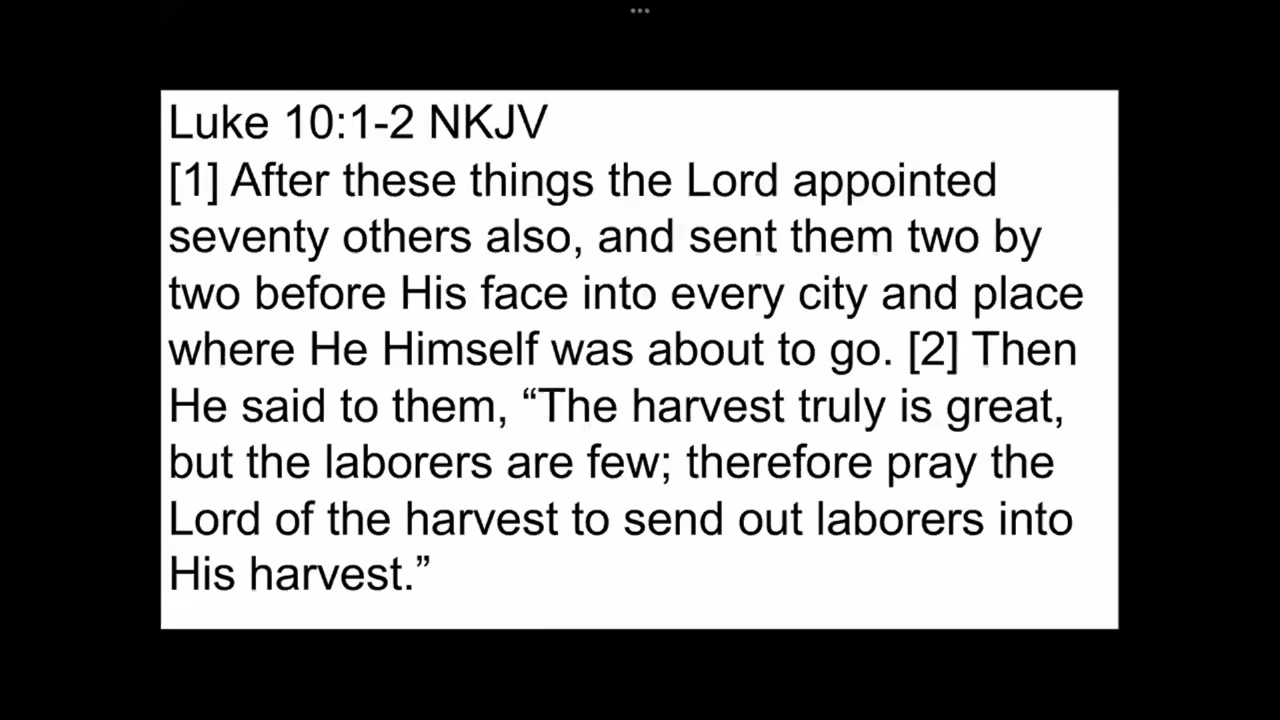 Luke 10:1-2 NKJV
[1] After these things the Lord appointed
seventy others also, and sent them two by
two before His face into every city and place
where He Himself was about to go. [2] Then
He said to them, “The harvest truly is great,
but the laborers are few; therefore pray the
Lord of the harvest to send out laborers into
His harvest.”